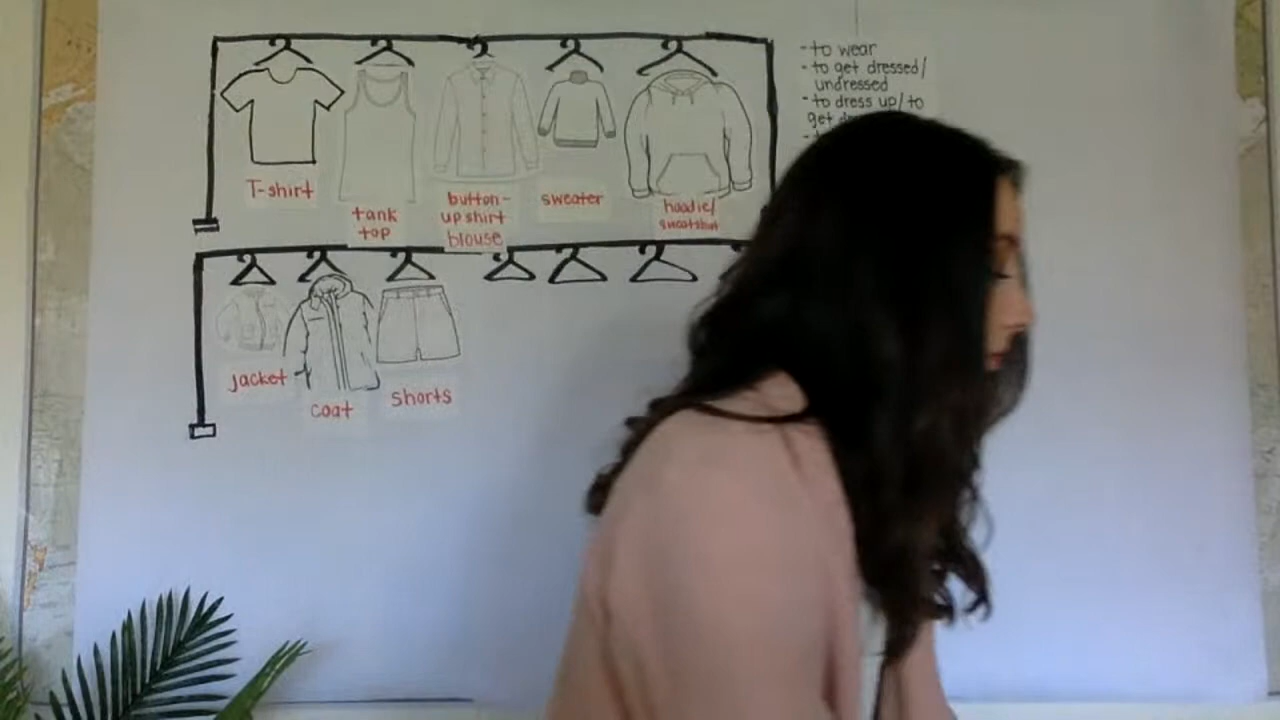 -to wear
-to get dressed/
undressed
-to dress up/to
get
T-shirt
tank
top
button-
up shirt
blouse
sweater
hoodie/
sweatshirt
jacket
coat
shorts